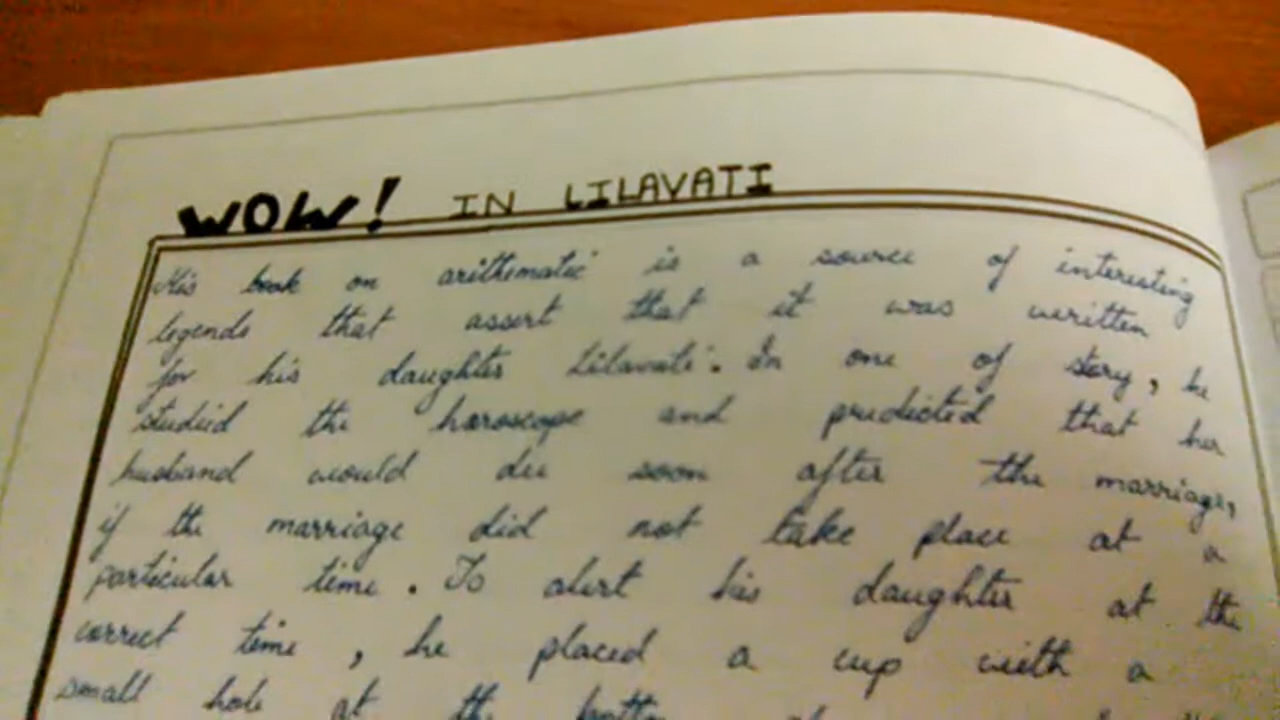 WOW! IN LILAVATI
His book on arithematic is a source of interesting
legends that assert that it was written
for his daughter Lilavati. In one of story, he
studied the horoscope and predicted that her
husband would die soon after the marriage,
if the marriage did not take place at a
particular time. To alert his daughter at the
correct time, he placed a cup with a
small hole at the